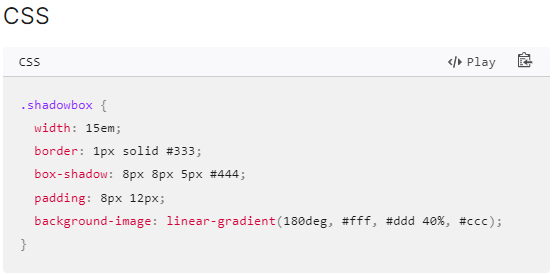 CSS
CSS </> Play
.shadowbox {
  width: 15em;
  border: 1px solid #333;
  box-shadow: 8px 8px 5px #444;
  padding: 8px 12px;
  background-image: linear-gradient(180deg, #fff, #ddd 40%, #ccc);
}